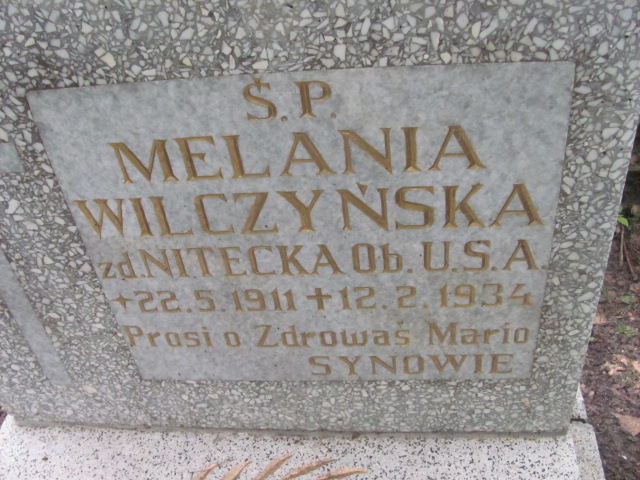 Ś.P.
MELANIA
WILCZYŃSKA
zd.NITECKA Ob. U.S.A.
+22.5.1911 +12.2.1934
Prosi o Zdrowaś Mario
SYNOWIE